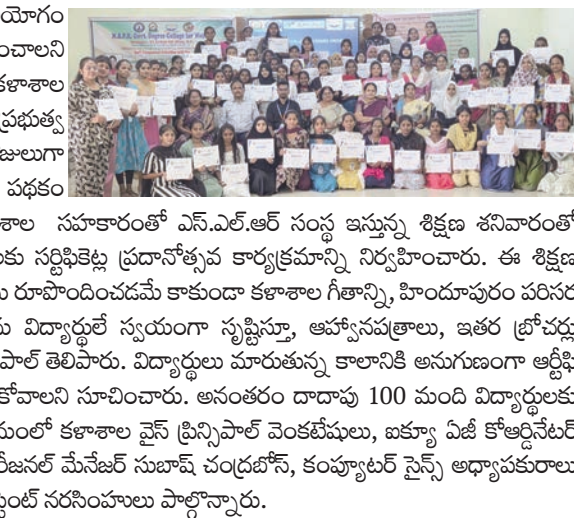 యోగం
ంచాలని
కళాశాల
ప్రభుత్వ
జులుగా
పథకం
శాల సహకారంతో ఎస్.ఎల్.ఆర్ సంస్థ ఇస్తున్న శిక్షణ శనివారంతో
కు సర్టిఫికెట్ల ప్రదానోత్సవ కార్యక్రమాన్ని నిర్వహించారు. ఈ శిక్షణ
రూపొందించడమే కాకుండా కళాశాల గీతాన్ని, హిందూపురం పరిసర
విద్యార్థులే స్వయంగా సృష్టిస్తూ, ఆహ్వానపత్రాలు, ఇతర బ్రోచర్లు
పాల్ తెలిపారు. విద్యార్థులు మారుతున్న కాలానికి అనుగుణంగా ఆర్టిఫి
కోవాలని సూచించారు. అనంతరం దాదాపు 100 మంది విద్యార్థులకు
మంలో కళాశాల వైస్ ప్రిన్సిపాల్ వెంకటేషులు, ఐక్యూ ఏజీ కోఆర్డినేటర్
రీజనల్ మేనేజర్ సుబాష్ చంద్రబోస్, కంప్యూటర్ సైన్స్ అధ్యాపకురాలు
స్టెంట్ నరసింహులు పాల్గొన్నారు.